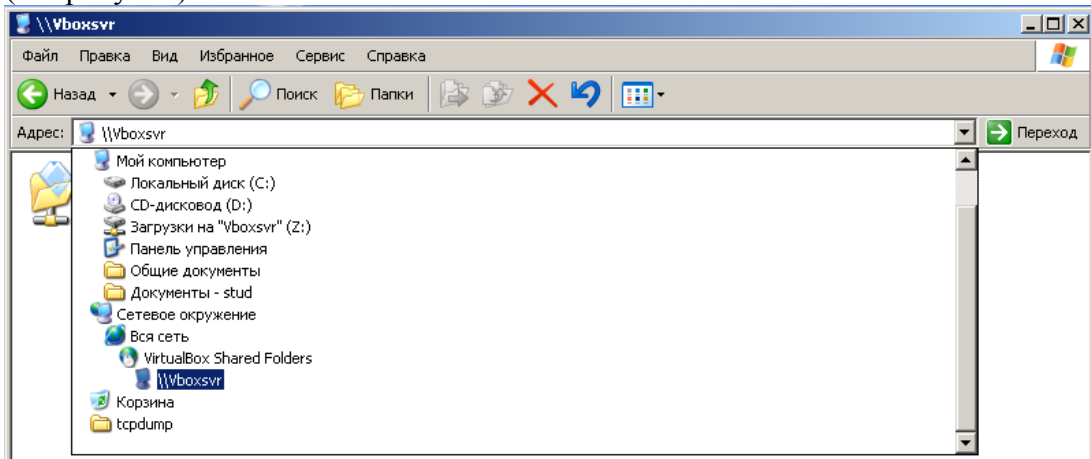 \\Vboxsvr
Файл Правка Вид Избранное Сервис Справка
Назад Поиск Папки
Адрес: \\Vboxsvr Переход
Мой компьютер
Локальный диск (C:)
CD-дисковод (D:)
Загрузки на "Vboxsvr" (Z:)
Панель управления
Общие документы
Документы - stud
Сетевое окружение
Вся сеть
VirtualBox Shared Folders
\\Vboxsvr
Корзина
tcpdump